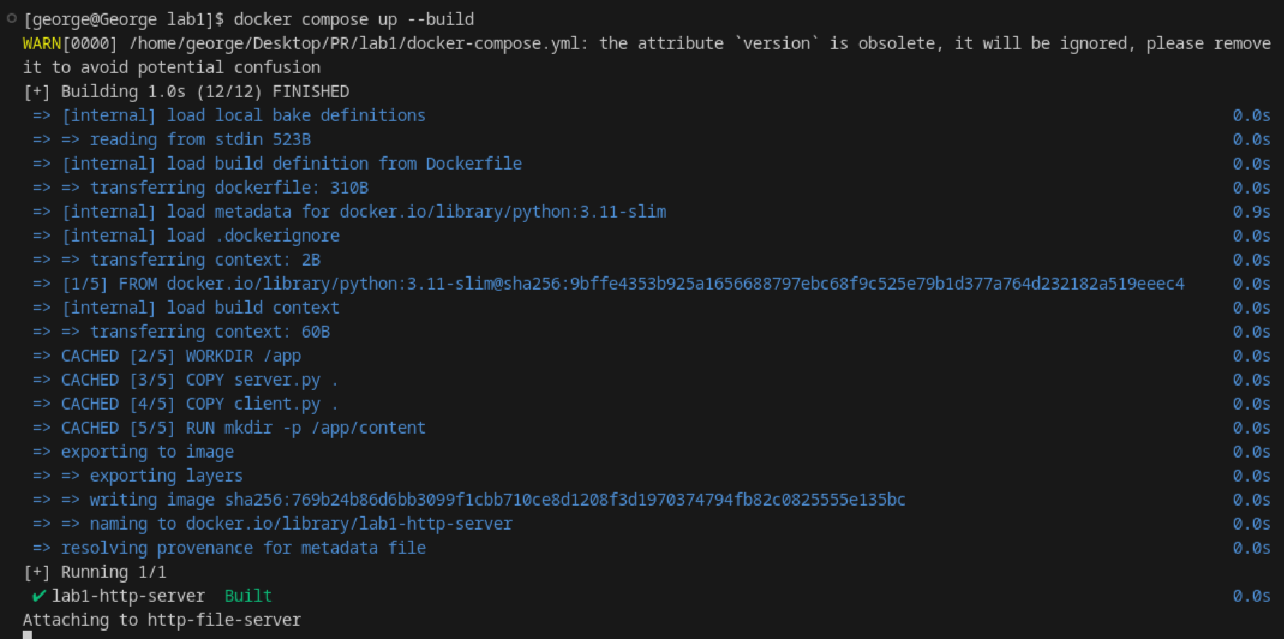 [george@George lab1]$ docker compose up --build
WARN[0000] /home/george/Desktop/PR/lab1/docker-compose.yml: the attribute `version` is obsolete, it will be ignored, please remove
it to avoid potential confusion
[+] Building 1.0s (12/12) FINISHED
=> [internal] load local bake definitions 0.0s
=> => reading from stdin 523B 0.0s
=> [internal] load build definition from Dockerfile 0.0s
=> => transferring dockerfile: 310B 0.0s
=> [internal] load metadata for docker.io/library/python:3.11-slim 0.9s
=> [internal] load .dockerignore 0.0s
=> => transferring context: 2B 0.0s
=> [1/5] FROM docker.io/library/python:3.11-slim@sha256:9bffe4353b925a1656688797ebc68f9c525e79b1d377a764d232182a519eeec4 0.0s
=> [internal] load build context 0.0s
=> => transferring context: 60B 0.0s
=> CACHED [2/5] WORKDIR /app 0.0s
=> CACHED [3/5] COPY server.py . 0.0s
=> CACHED [4/5] COPY client.py . 0.0s
=> CACHED [5/5] RUN mkdir -p /app/content 0.0s
=> exporting to image 0.0s
=> => exporting layers 0.0s
=> => writing image sha256:769b24b86d6bb3099f1cbb710ce8d1208f3d1970374794fb82c0825555e135bc 0.0s
=> => naming to docker.io/library/lab1-http-server 0.0s
=> resolving provenance for metadata file 0.0s
[+] Running 1/1
✔ lab1-http-server Built 0.0s
Attaching to http-file-server